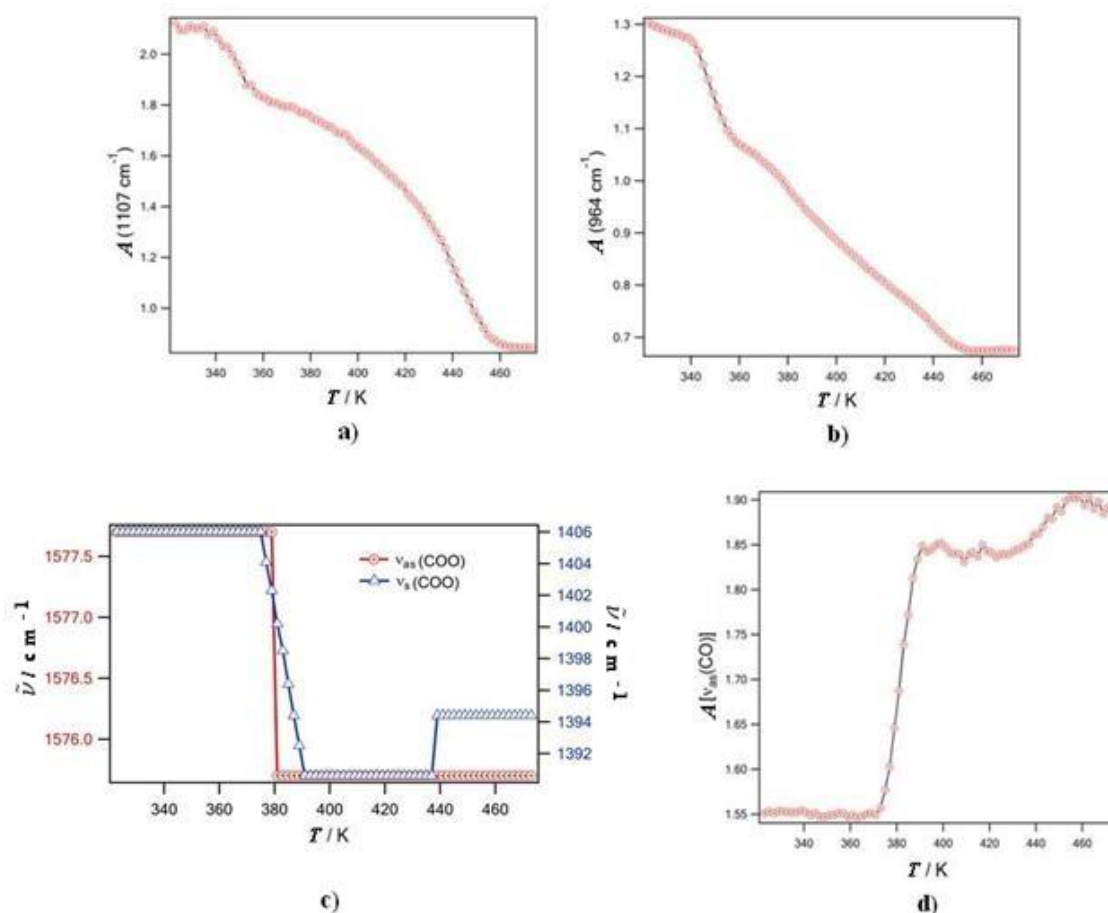 2.0
1.8
1.6
1.4
1.2
1.0
A (1107 cm⁻¹)
340 360 380 400 420 440 460
T / K
a)
1.3
1.2
1.1
1.0
0.9
0.8
0.7
A (964 cm⁻¹)
340 360 380 400 420 440 460
T / K
b)
1577.5
1577.0
1576.5
1576.0
ν̃ / c m -1
νas (COO)
νs (COO)
1406
1404
1402
1400
1398
1396
1394
1392
ν̃ / c m -1
340 360 380 400 420 440 460
T / K
c)
1.90
1.85
1.80
1.75
1.70
1.65
1.60
1.55
A [νas(CO)]
340 360 380 400 420 440 460
T / K
d)